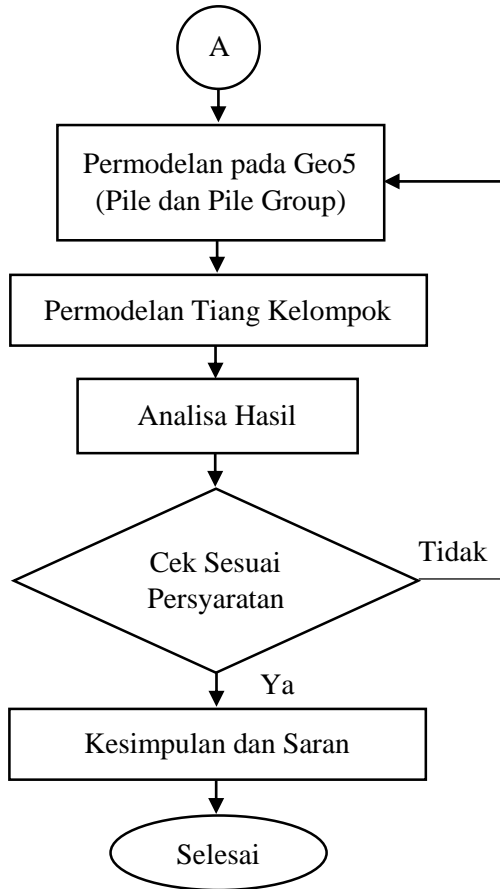 A
Permodelan pada Geo5
(Pile dan Pile Group)
Permodelan Tiang Kelompok
Analisa Hasil
Cek Sesuai
Persyaratan
Tidak
Ya
Kesimpulan dan Saran
Selesai